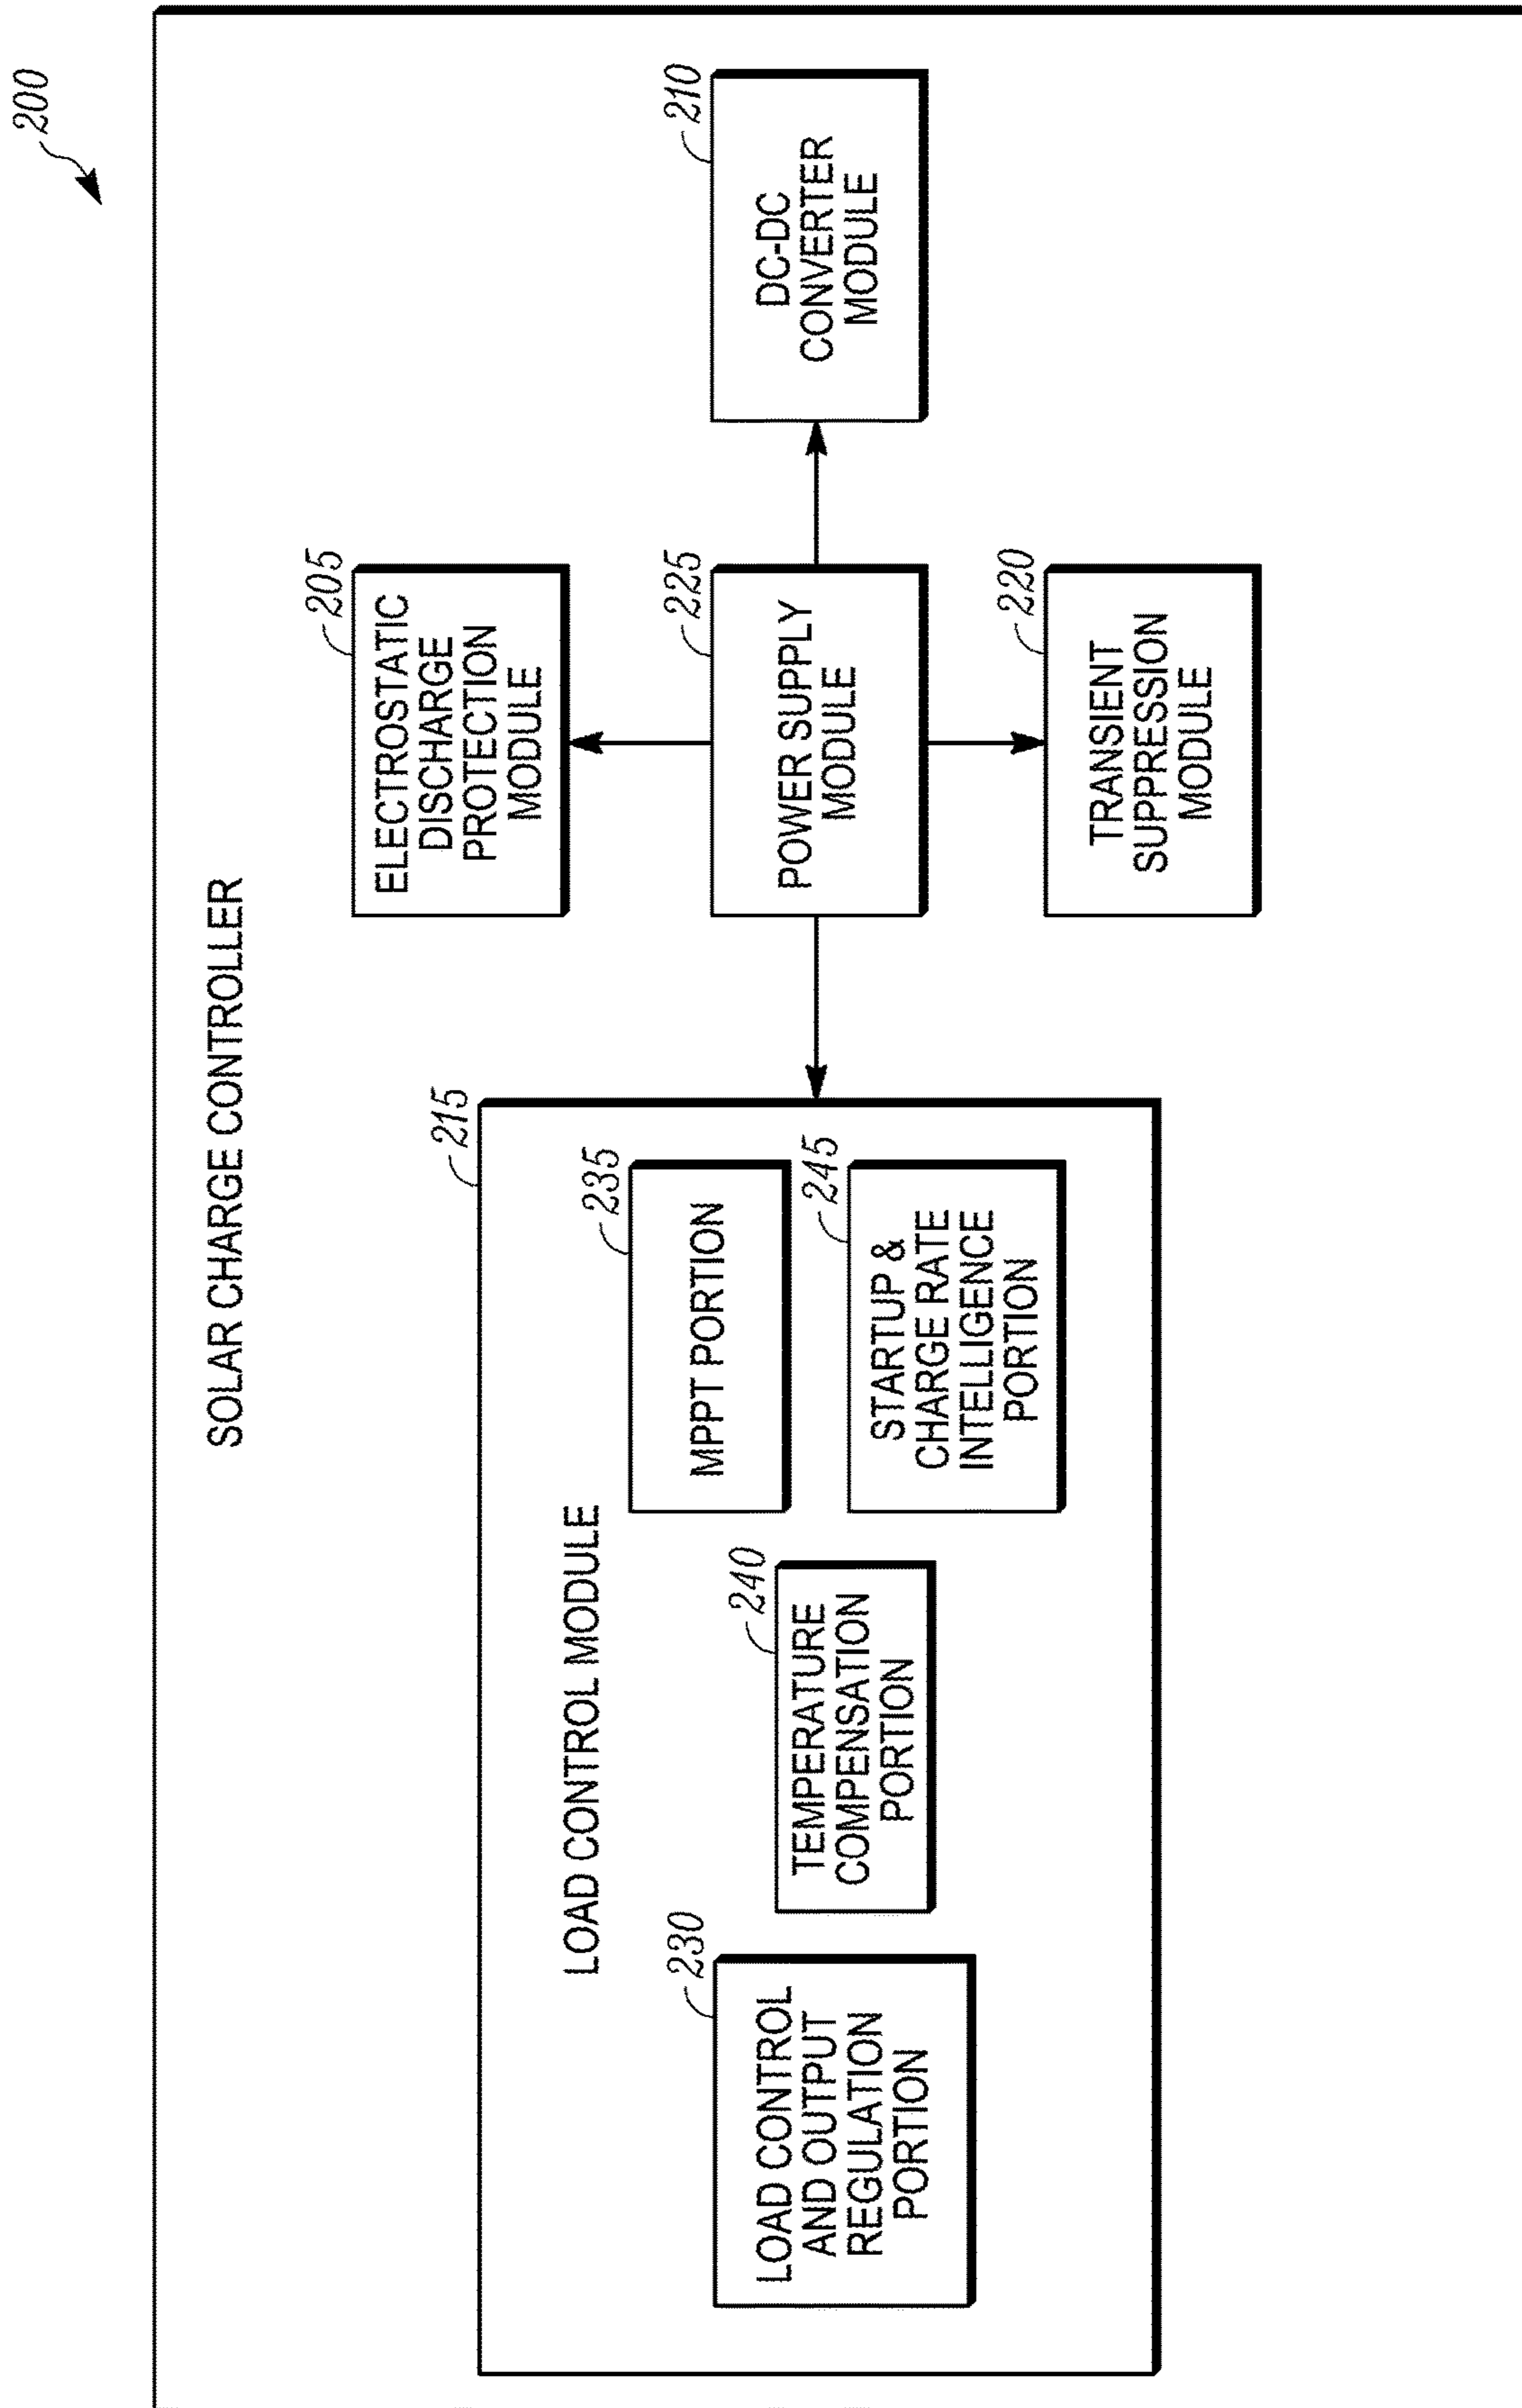 200
SOLAR CHARGE CONTROLLER
215
LOAD CONTROL MODULE
230
LOAD CONTROL
AND OUTPUT
REGULATION
PORTION
240
TEMPERATURE
COMPENSATION
PORTION
235
MPPT PORTION
245
STARTUP &
CHARGE RATE
INTELLIGENCE
PORTION
205
ELECTROSTATIC
DISCHARGE
PROTECTION
MODULE
225
POWER SUPPLY
MODULE
220
TRANSIENT
SUPPRESSION
MODULE
210
DC-DC
CONVERTER
MODULE